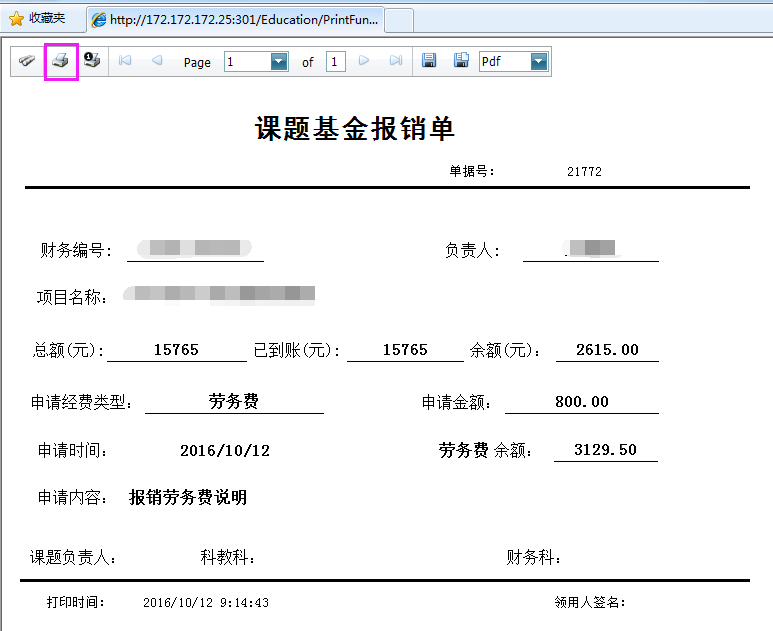 收藏夹 http://172.172.172.25:301/Education/PrintFun...
Page 1 of 1 Pdf
课题基金报销单
单据号: 21772
财务编号: 负责人:
项目名称:
总额(元): 15765 已到账(元): 15765 余额(元): 2615.00
申请经费类型: 劳务费 申请金额: 800.00
申请时间: 2016/10/12 劳务费 余额: 3129.50
申请内容: 报销劳务费说明
课题负责人: 科教科: 财务科:
打印时间: 2016/10/12 9:14:43 领用人签名: